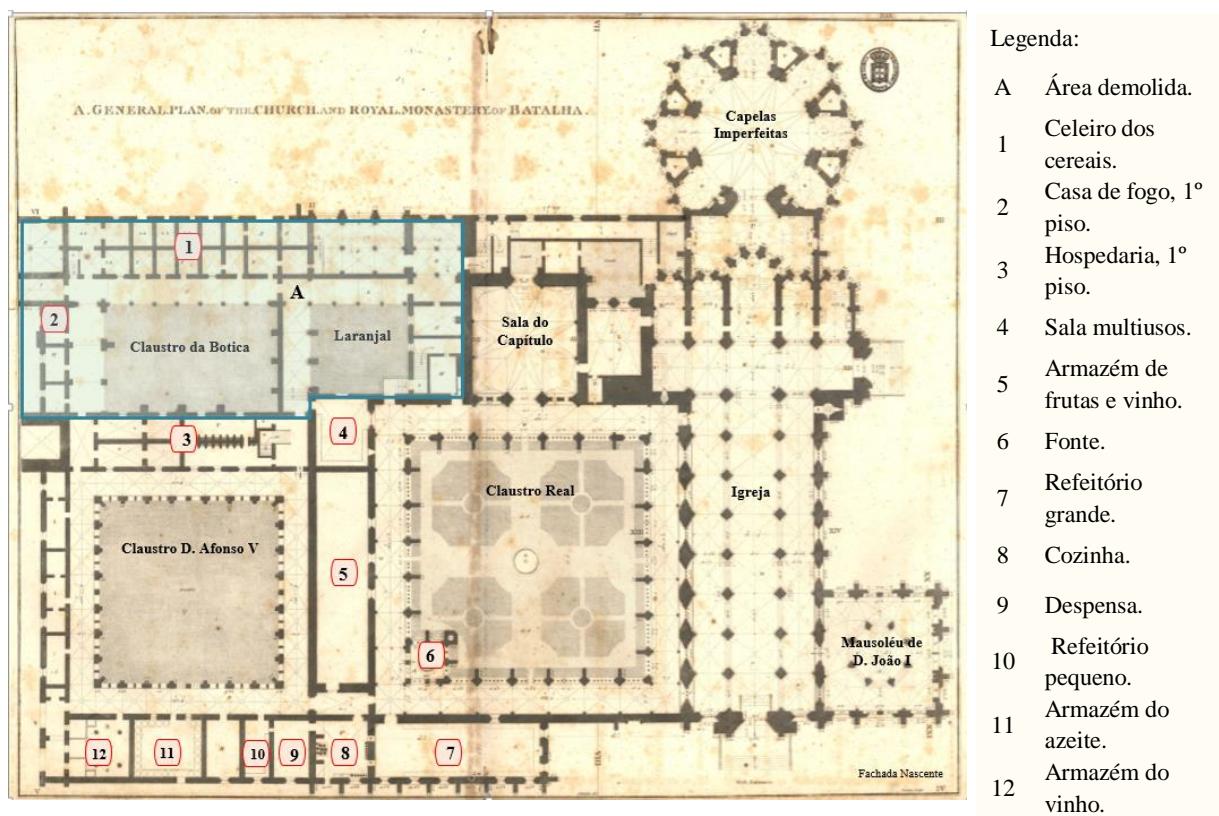 A. GENERAL. PLAN. OF THE. CHURCH. AND ROYAL. MONASTERY. OF BATALHA.
Capelas
Imperfeitas
VI
1
A
2
Claustro da Botica
Laranjal
Sala do
Capítulo
3
4
Claustro Real
Igreja
Claustro D. Afonso V
5
6
Mausoléu de
D. João I
12
11
10
9
8
7
Fachada Nascente
Legenda:
A Área demolida.
1 Celeiro dos
cereais.
2 Casa de fogo, 1º
piso.
3 Hospedaria, 1º
piso.
4 Sala multiusos.
5 Armazém de
frutas e vinho.
6 Fonte.
7 Refeitório
grande.
8 Cozinha.
9 Despensa.
10 Refeitório
pequeno.
11 Armazém do
azeite.
12 Armazém do
vinho.